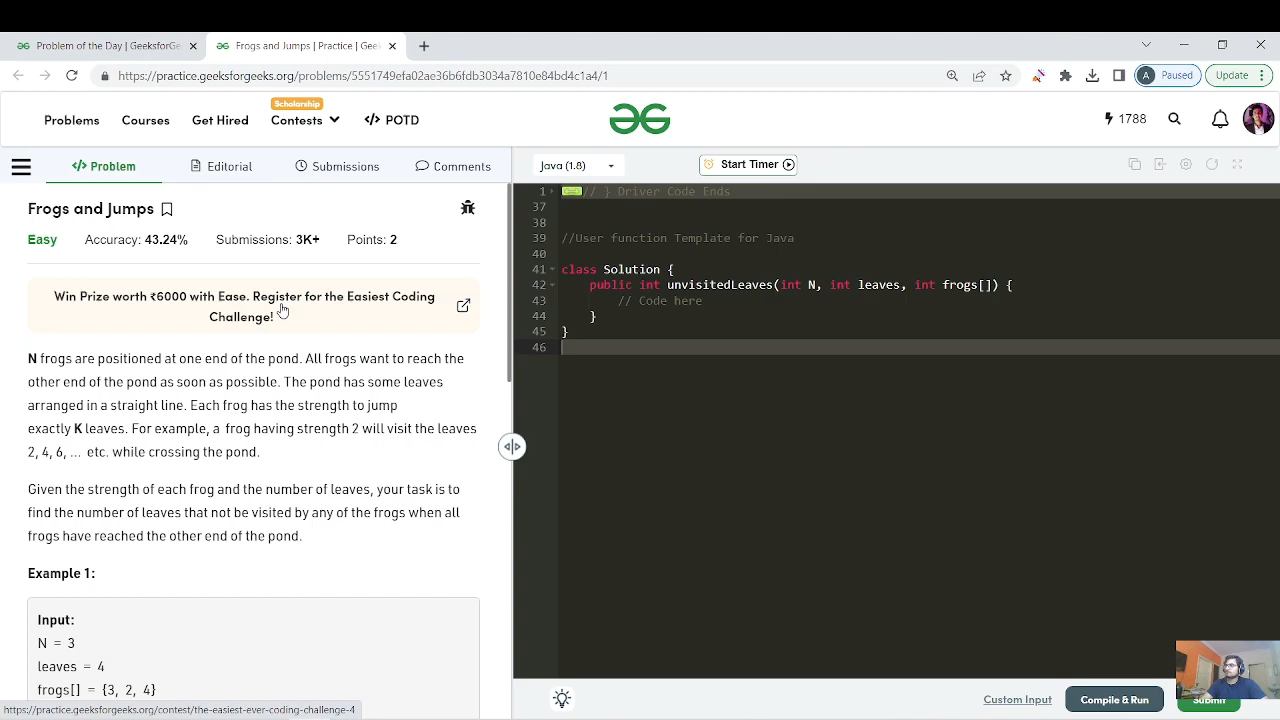 Problem of the Day | GeeksforGe
Frogs and Jumps | Practice | Geek
https://practice.geeksforgeeks.org/problems/5551749efa02ae36b6fdb3034a7810e84bd4c1a4/1
A
Paused
Update
Problems
Courses
Get Hired
Scholarship
Contests
</> POTD
1788
</> Problem
Editorial
Submissions
Comments
Java (1.8)
Start Timer
Frogs and Jumps
Easy
Accuracy: 43.24%
Submissions: 3K+
Points: 2
Win Prize worth ₹6000 with Ease. Register for the Easiest Coding
Challenge!
N frogs are positioned at one end of the pond. All frogs want to reach the
other end of the pond as soon as possible. The pond has some leaves
arranged in a straight line. Each frog has the strength to jump
exactly K leaves. For example, a frog having strength 2 will visit the leaves
2, 4, 6, ... etc. while crossing the pond.
Given the strength of each frog and the number of leaves, your task is to
find the number of leaves that not be visited by any of the frogs when all
frogs have reached the other end of the pond.
Example 1:
Input:
N = 3
leaves = 4
frogs[] = {3, 2, 4}
https://practice.geeksforgeeks.org/contest/the-easiest-ever-coding-challenge-4
1 // } Driver Code Ends
37
38
39 //User function Template for Java
40
41 class Solution {
42 public int unvisitedLeaves(int N, int leaves, int frogs[]) {
43 // Code here
44 }
45 }
46
Custom Input
Compile & Run
Submit